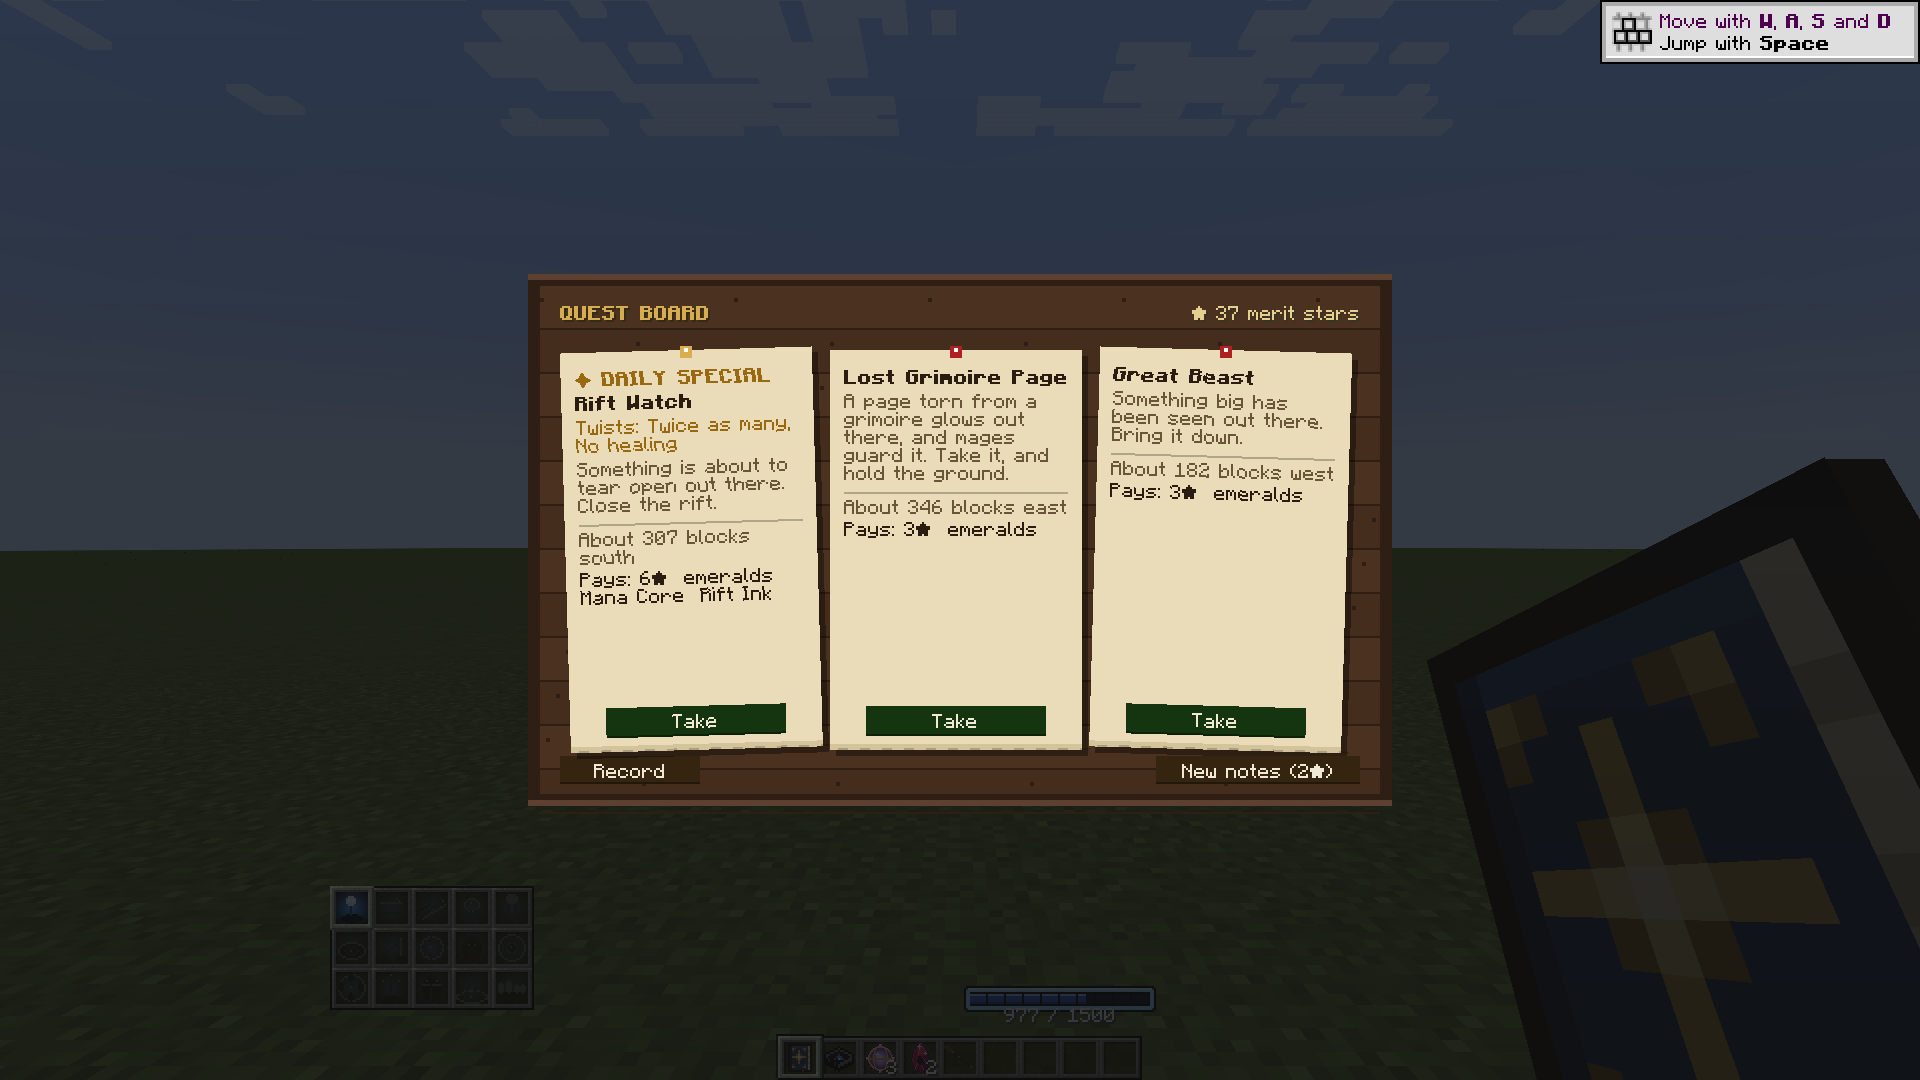 Move with W, A, S and D
Jump with Space
QUEST BOARD
37 merit stars
DAILY SPECIAL
Rift Watch
Twists: Twice as many,
No healing
Something is about to
tear open out there.
Close the rift.
About 307 blocks
south
Pays: 6★ emeralds
Mana Core Rift Ink
Take
Lost Grimoire Page
A page torn from a
grimoire glows out
there, and mages
guard it. Take it, and
hold the ground.
About 346 blocks east
Pays: 3★ emeralds
Take
Great Beast
Something big has
been seen out there.
Bring it down.
About 182 blocks west
Pays: 3★ emeralds
Take
Record
New notes (2★)
977 / 1500
3
2